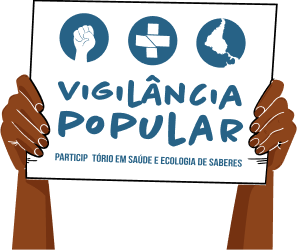 VIGILÂNCIA
POPULAR
PARTICIP TÓRIO EM SAÚDE E ECOLOGIA DE SABERES